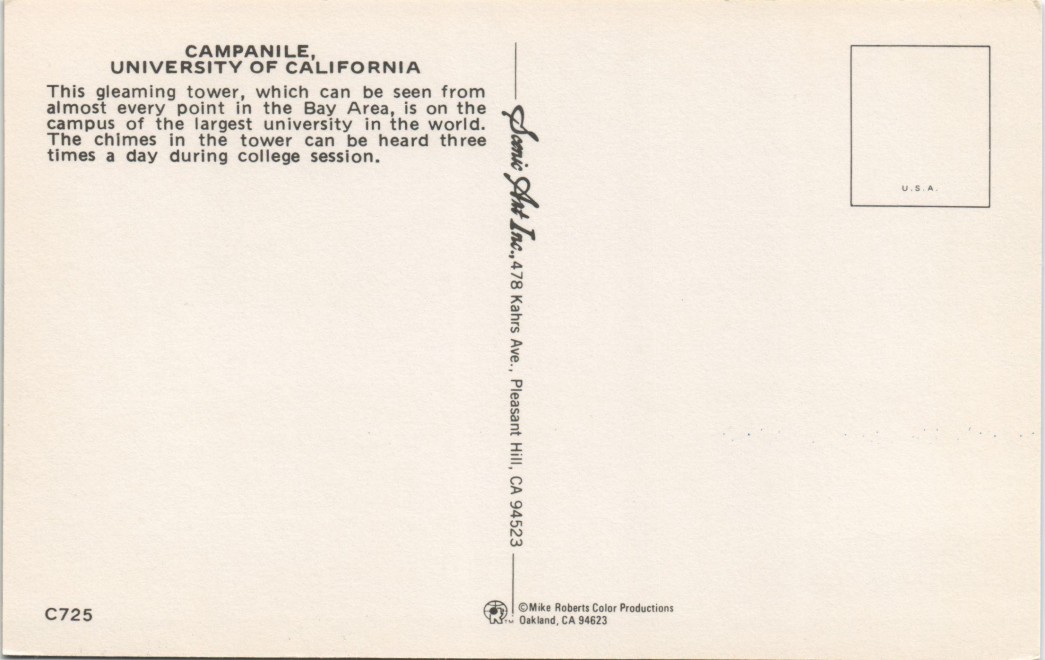 CAMPANILE,
UNIVERSITY OF CALIFORNIA
This gleaming tower, which can be seen from
almost every point in the Bay Area, is on the
campus of the largest university in the world.
The chimes in the tower can be heard three
times a day during college session.
Scenic Art Inc., 478 Kahrs Ave., Pleasant Hill, CA 94523
U.S.A.
C725
©Mike Roberts Color Productions
Oakland, CA 94623
TM